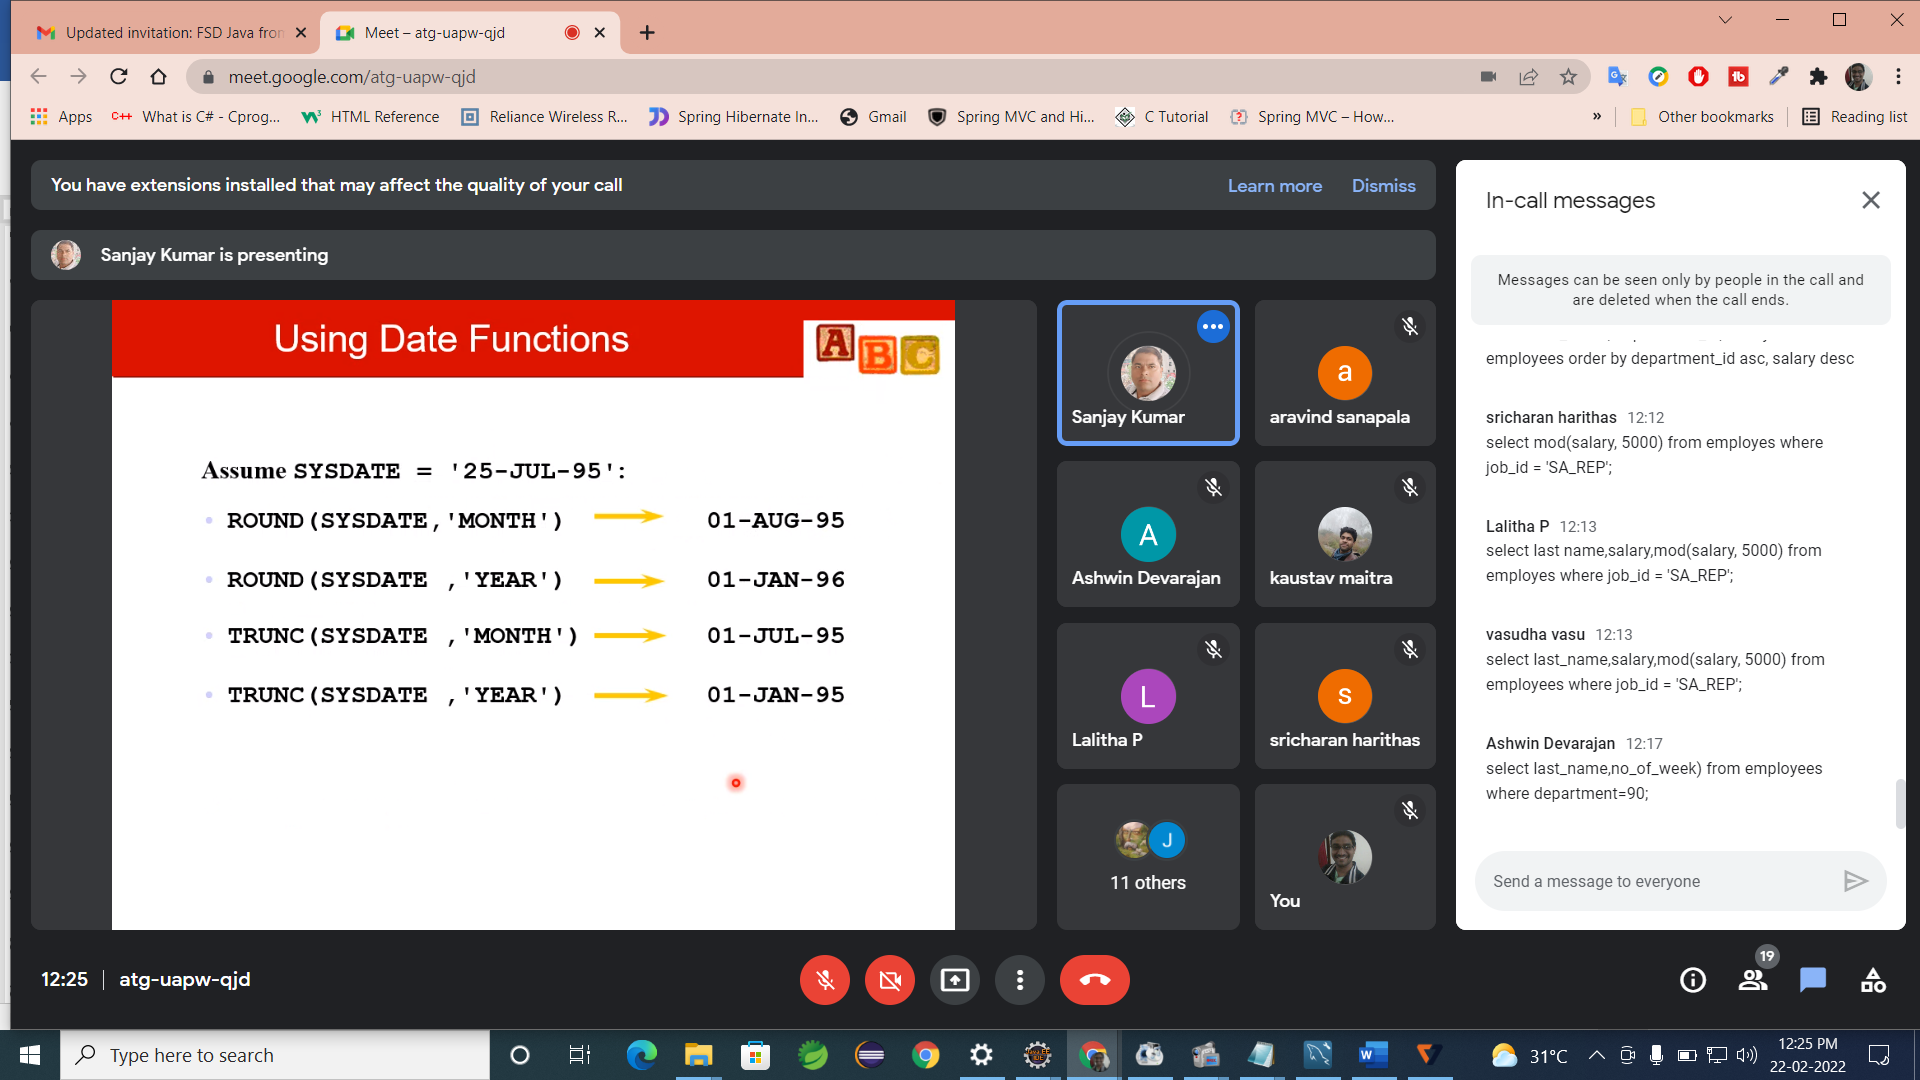 Updated invitation: FSD Java fron
Meet – atg-uapw-qjd
meet.google.com/atg-uapw-qjd
Apps
C++ What is C# - Cprog...
HTML Reference
Reliance Wireless R...
Spring Hibernate In...
Gmail
Spring MVC and Hi...
C Tutorial
Spring MVC – How...
»
Other bookmarks
Reading list
You have extensions installed that may affect the quality of your call
Learn more
Dismiss
Sanjay Kumar is presenting
Using Date Functions
A B C
Assume SYSDATE = '25-JUL-95':
• ROUND(SYSDATE,'MONTH') 01-AUG-95
• ROUND(SYSDATE ,'YEAR') 01-JAN-96
• TRUNC(SYSDATE ,'MONTH') 01-JUL-95
• TRUNC(SYSDATE ,'YEAR') 01-JAN-95
Sanjay Kumar
a
aravind sanapala
A
Ashwin Devarajan
kaustav maitra
L
Lalitha P
s
sricharan harithas
J
11 others
You
In-call messages
Messages can be seen only by people in the call and
are deleted when the call ends.
employees order by department_id asc, salary desc
sricharan harithas 12:12
select mod(salary, 5000) from employes where
job_id = 'SA_REP';
Lalitha P 12:13
select last name,salary,mod(salary, 5000) from
employes where job_id = 'SA_REP';
vasudha vasu 12:13
select last_name,salary,mod(salary, 5000) from
employees where job_id = 'SA_REP';
Ashwin Devarajan 12:17
select last_name,no_of_week) from employees
where department=90;
Send a message to everyone
12:25 | atg-uapw-qjd
19
Type here to search
31°C
12:25 PM
22-02-2022